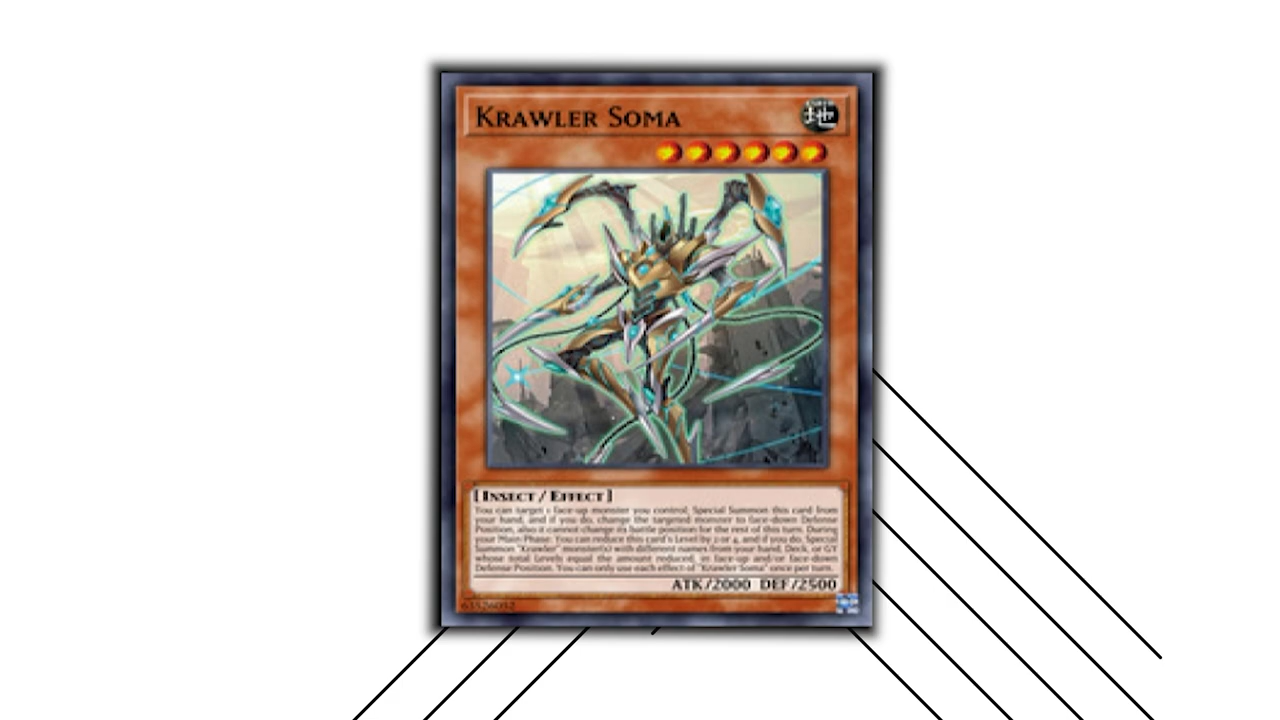 KRAWLER SOMA
地
[INSECT / EFFECT]
You can target 1 face-up monster you control; Special Summon this card from
your hand, and if you do, change the targeted monster to face-down Defense
Position, also it cannot change its battle position for the rest of this turn. During
your Main Phase: You can reduce this card's Level by 2 or 4, and if you do, Special
Summon "Krawler" monster(s) with different names from your hand, Deck, or GY
whose total Levels equal the amount reduced, in face-up and/or face-down
Defense Position. You can only use each effect of "Krawler Soma" once per turn.
ATK/2000 DEF/2500